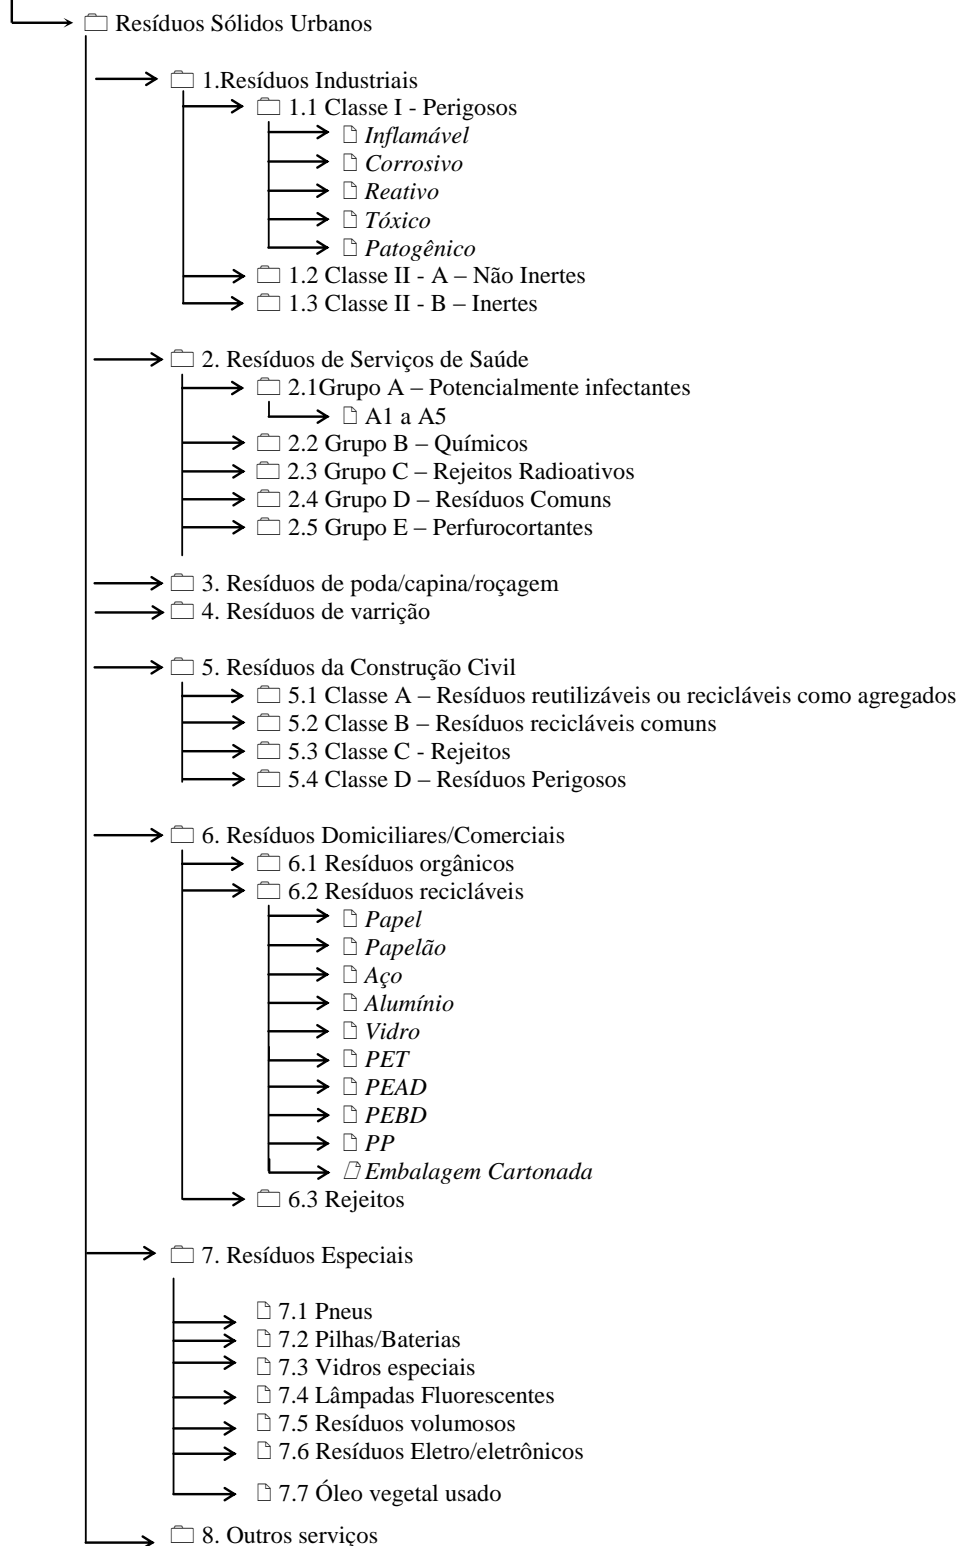 Resíduos Sólidos Urbanos
1.Resíduos Industriais
1.1 Classe I - Perigosos
Inflamável
Corrosivo
Reativo
Tóxico
Patogênico
1.2 Classe II - A – Não Inertes
1.3 Classe II - B – Inertes
2. Resíduos de Serviços de Saúde
2.1Grupo A – Potencialmente infectantes
A1 a A5
2.2 Grupo B – Químicos
2.3 Grupo C – Rejeitos Radioativos
2.4 Grupo D – Resíduos Comuns
2.5 Grupo E – Perfurocortantes
3. Resíduos de poda/capina/roçagem
4. Resíduos de varrição
5. Resíduos da Construção Civil
5.1 Classe A – Resíduos reutilizáveis ou recicláveis como agregados
5.2 Classe B – Resíduos recicláveis comuns
5.3 Classe C - Rejeitos
5.4 Classe D – Resíduos Perigosos
6. Resíduos Domiciliares/Comerciais
6.1 Resíduos orgânicos
6.2 Resíduos recicláveis
Papel
Papelão
Aço
Alumínio
Vidro
PET
PEAD
PEBD
PP
Embalagem Cartonada
6.3 Rejeitos
7. Resíduos Especiais
7.1 Pneus
7.2 Pilhas/Baterias
7.3 Vidros especiais
7.4 Lâmpadas Fluorescentes
7.5 Resíduos volumosos
7.6 Resíduos Eletro/eletrônicos
7.7 Óleo vegetal usado
8. Outros serviços